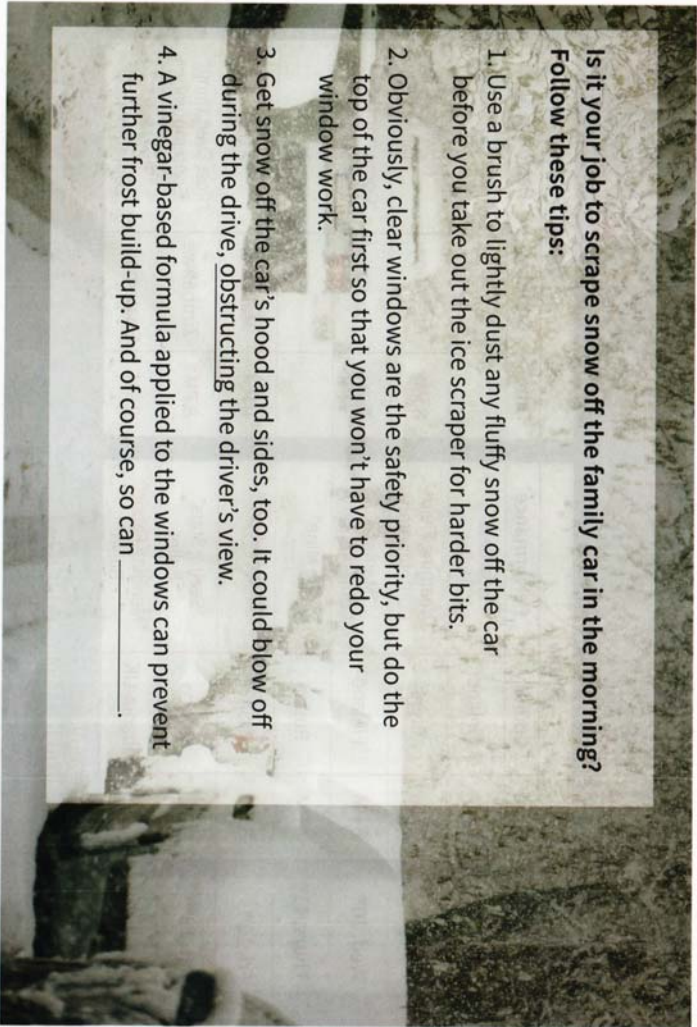 Is it your job to scrape snow off the family car in the morning?
Follow these tips:
1. Use a brush to lightly dust any fluffy snow off the car
before you take out the ice scraper for harder bits.
2. Obviously, clear windows are the safety priority, but do the
top of the car first so that you won't have to redo your
window work.
3. Get snow off the car's hood and sides, too. It could blow off
during the drive, obstructing the driver's view.
4. A vinegar-based formula applied to the windows can prevent
further frost build-up. And of course, so can __________.